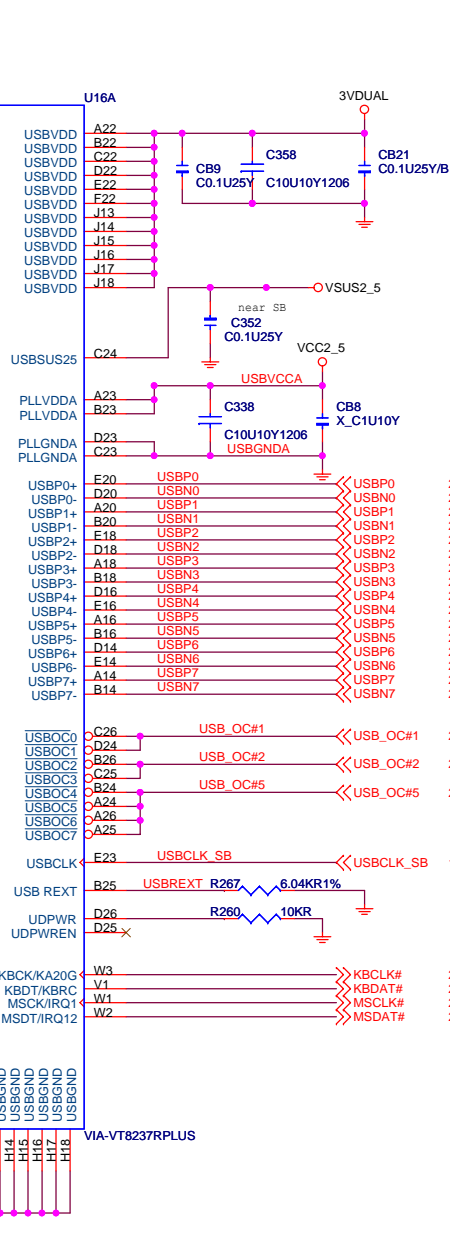 U16A
3VDUAL
USBVDD A22
USBVDD B22
USBVDD C22
USBVDD D22
USBVDD E22
USBVDD F22
USBVDD J13
USBVDD J14
USBVDD J15
USBVDD J16
USBVDD J17
USBVDD J18
CB9
C0.1U25Y
C358
C10U10Y1206
CB21
C0.1U25Y/B
VSUS2_5
near SB
C352
C0.1U25Y
USBSUS25 C24
VCC2_5
USBVCCA
PLLVDDA A23
PLLVDDA B23
C338
C10U10Y1206
CB8
X_C1U10Y
PLLGNDA D23
PLLGNDA C23
USBGNDA
USBP0+ E20 USBP0 USBP0
USBP0- D20 USBN0 USBN0
USBP1+ A20 USBP1 USBP1
USBP1- B20 USBN1 USBN1
USBP2+ E18 USBP2 USBP2
USBP2- D18 USBN2 USBN2
USBP3+ A18 USBP3 USBP3
USBP3- B18 USBN3 USBN3
USBP4+ D16 USBP4 USBP4
USBP4- E16 USBN4 USBN4
USBP5+ A16 USBP5 USBP5
USBP5- B16 USBN5 USBN5
USBP6+ D14 USBP6 USBP6
USBP6- E14 USBN6 USBN6
USBP7+ A14 USBP7 USBP7
USBP7- B14 USBN7 USBN7
USBOC0 C26 USB_OC#1 USB_OC#1
USBOC1 D24
USBOC2 B26 USB_OC#2 USB_OC#2
USBOC3 C25
USBOC4 B24 USB_OC#5 USB_OC#5
USBOC5 A24
USBOC6 A26
USBOC7 A25
USBCLK E23 USBCLK_SB USBCLK_SB
USB REXT B25 USBREXT R267 6.04KR1%
UDPWR D26 R260 10KR
UDPWREN D25
KBCK/KA20G W3 KBCLK#
KBDT/KBRC V1 KBDAT#
MSCK/IRQ1 W1 MSCLK#
MSDT/IRQ12 W2 MSDAT#
USBGND
USBGND
USBGND
USBGND
USBGND
USBGND
VIA-VT8237RPLUS
H14
H15
H16
H17
H18